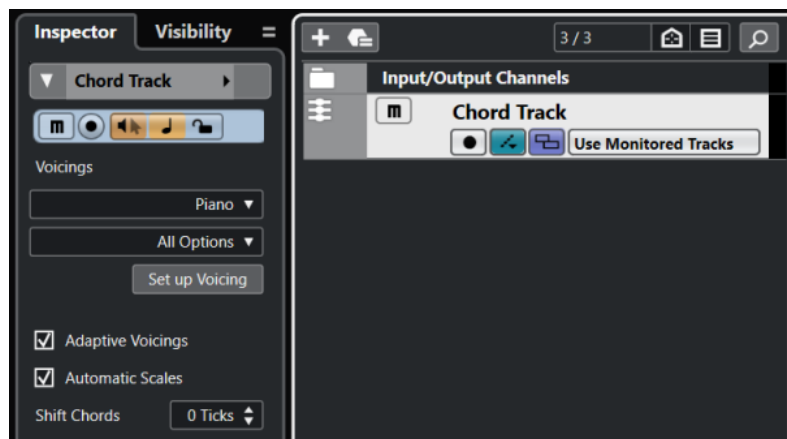 Inspector
Visibility
Chord Track
m
Voicings
Piano
All Options
Set up Voicing
Adaptive Voicings
Automatic Scales
Shift Chords
0 Ticks
3 / 3
Input/Output Channels
m
Chord Track
Use Monitored Tracks